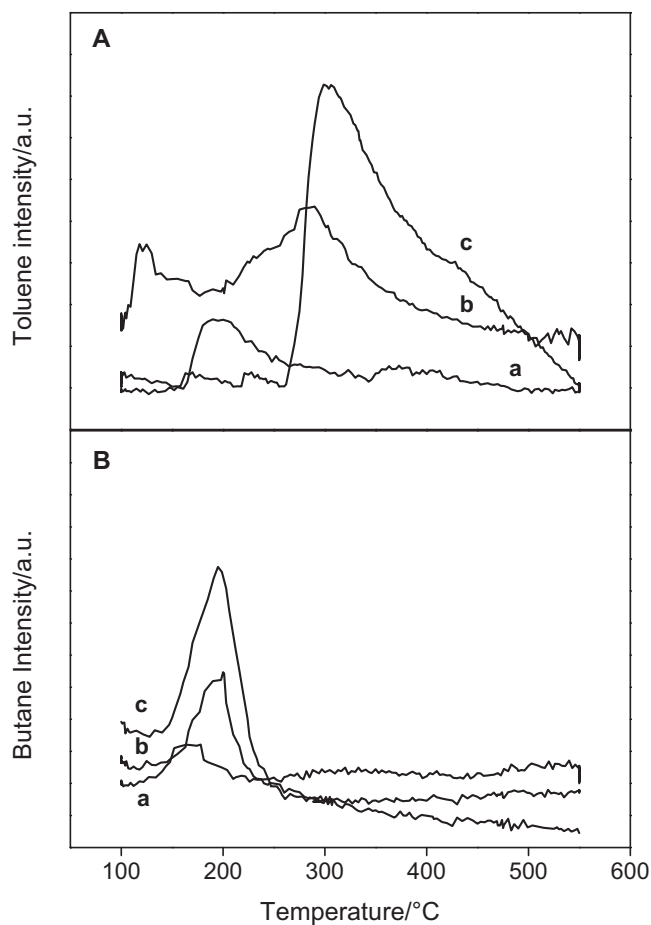 A
Toluene intensity/a.u.
c
b
a
B
Butane Intensity/a.u.
c
b
a
100 200 300 400 500 600
Temperature/°C